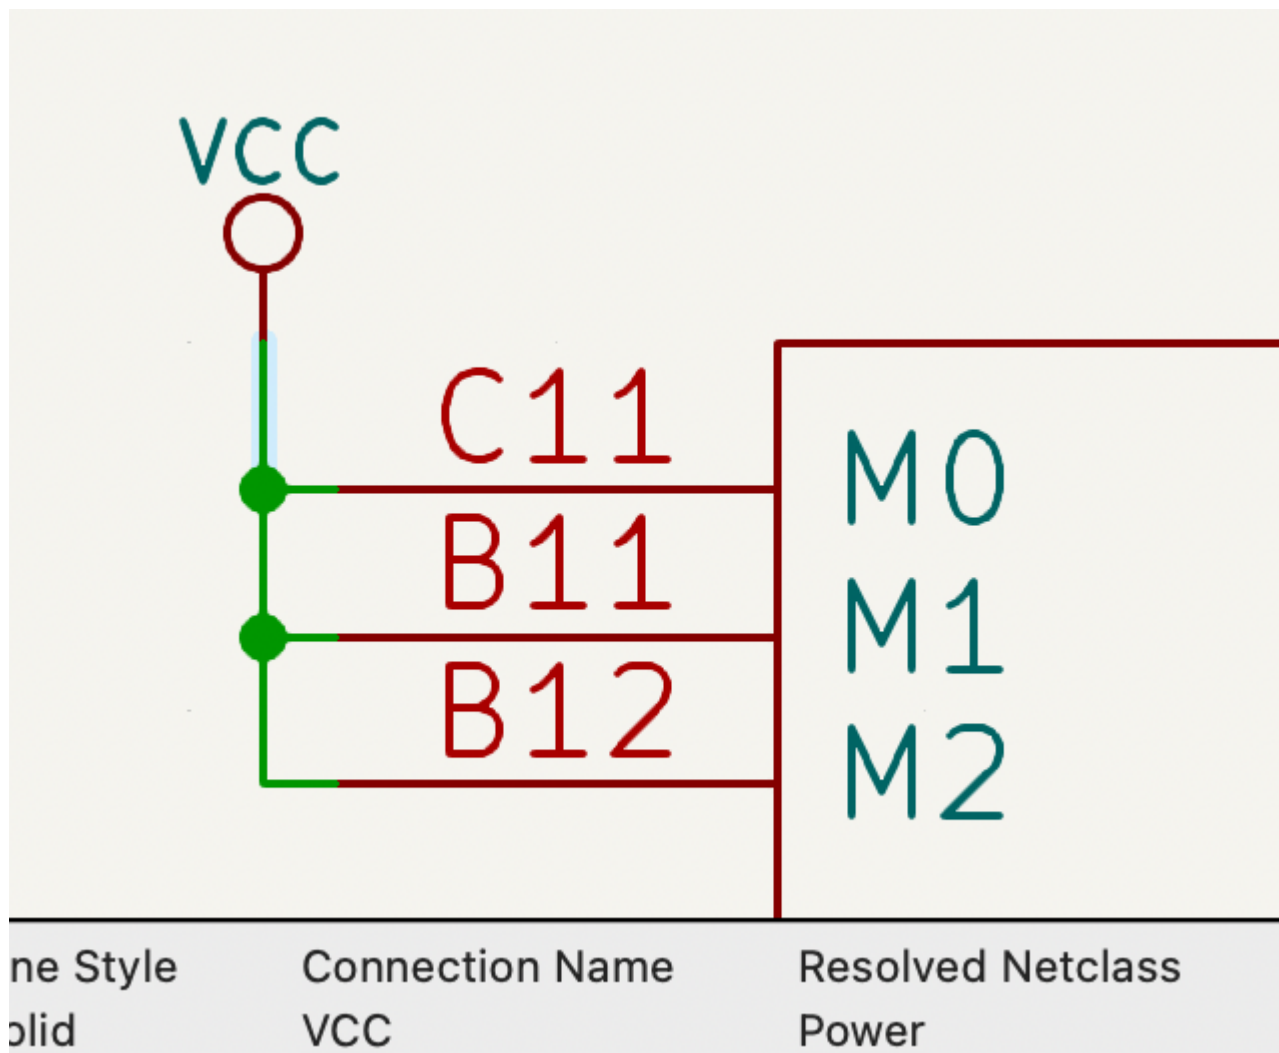 VCC
C11
M0
B11
M1
B12
M2
ne Style Connection Name Resolved Netclass
olid VCC Power